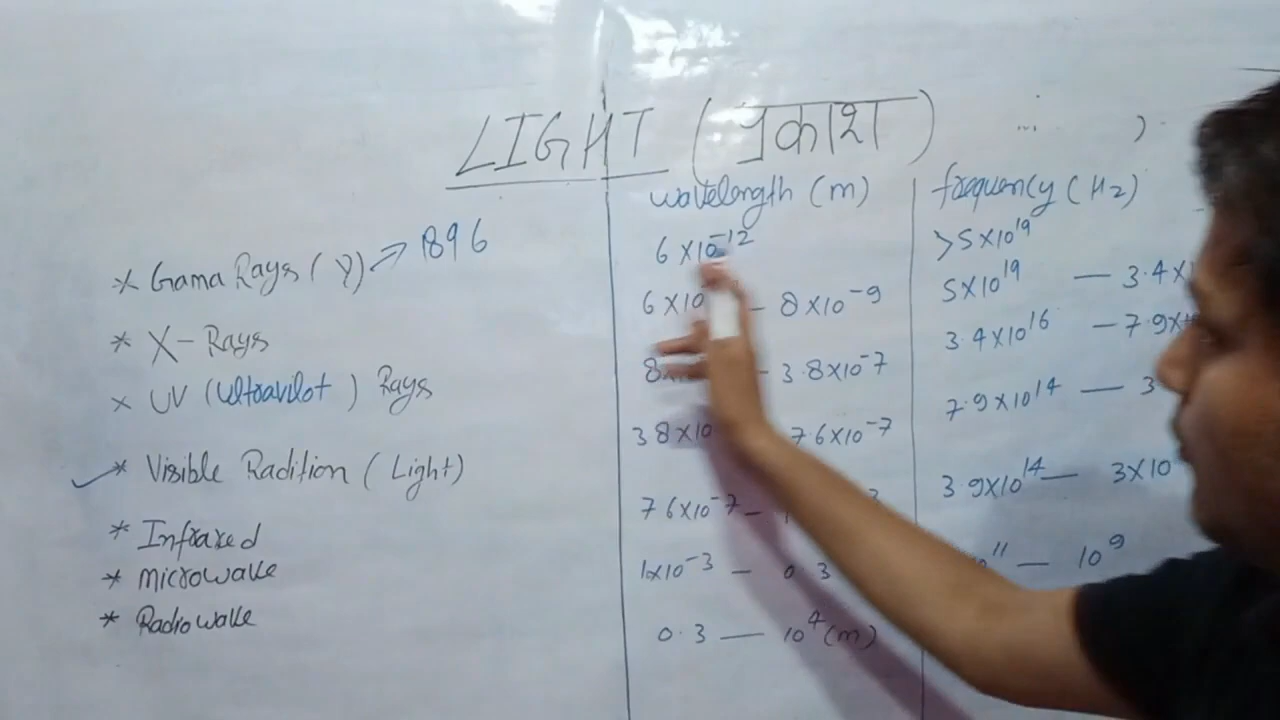 LIGHT (प्रकाश)
wavelength (m) frequency (Hz)
* Gama Rays (γ) → 1896 6×10⁻¹² >5×10¹⁹
* X-Rays 6×10 – 8×10⁻⁹ 5×10¹⁹ — 3.4×
* UV (Ultravilot) Rays 8 – 3.8×10⁻⁷ 3.4×10¹⁶ – 7.9×
* Visible Radition (Light) 3.8×10 7.6×10⁻⁷ 7.9×10¹⁴ — 3
* Infrared 7.6×10⁻⁷ – 3.9×10¹⁴ — 3×10
* Microwave 1×10⁻³ – 0.3 ¹¹ — 10⁹
* Radiowave 0.3 — 10⁴(m)